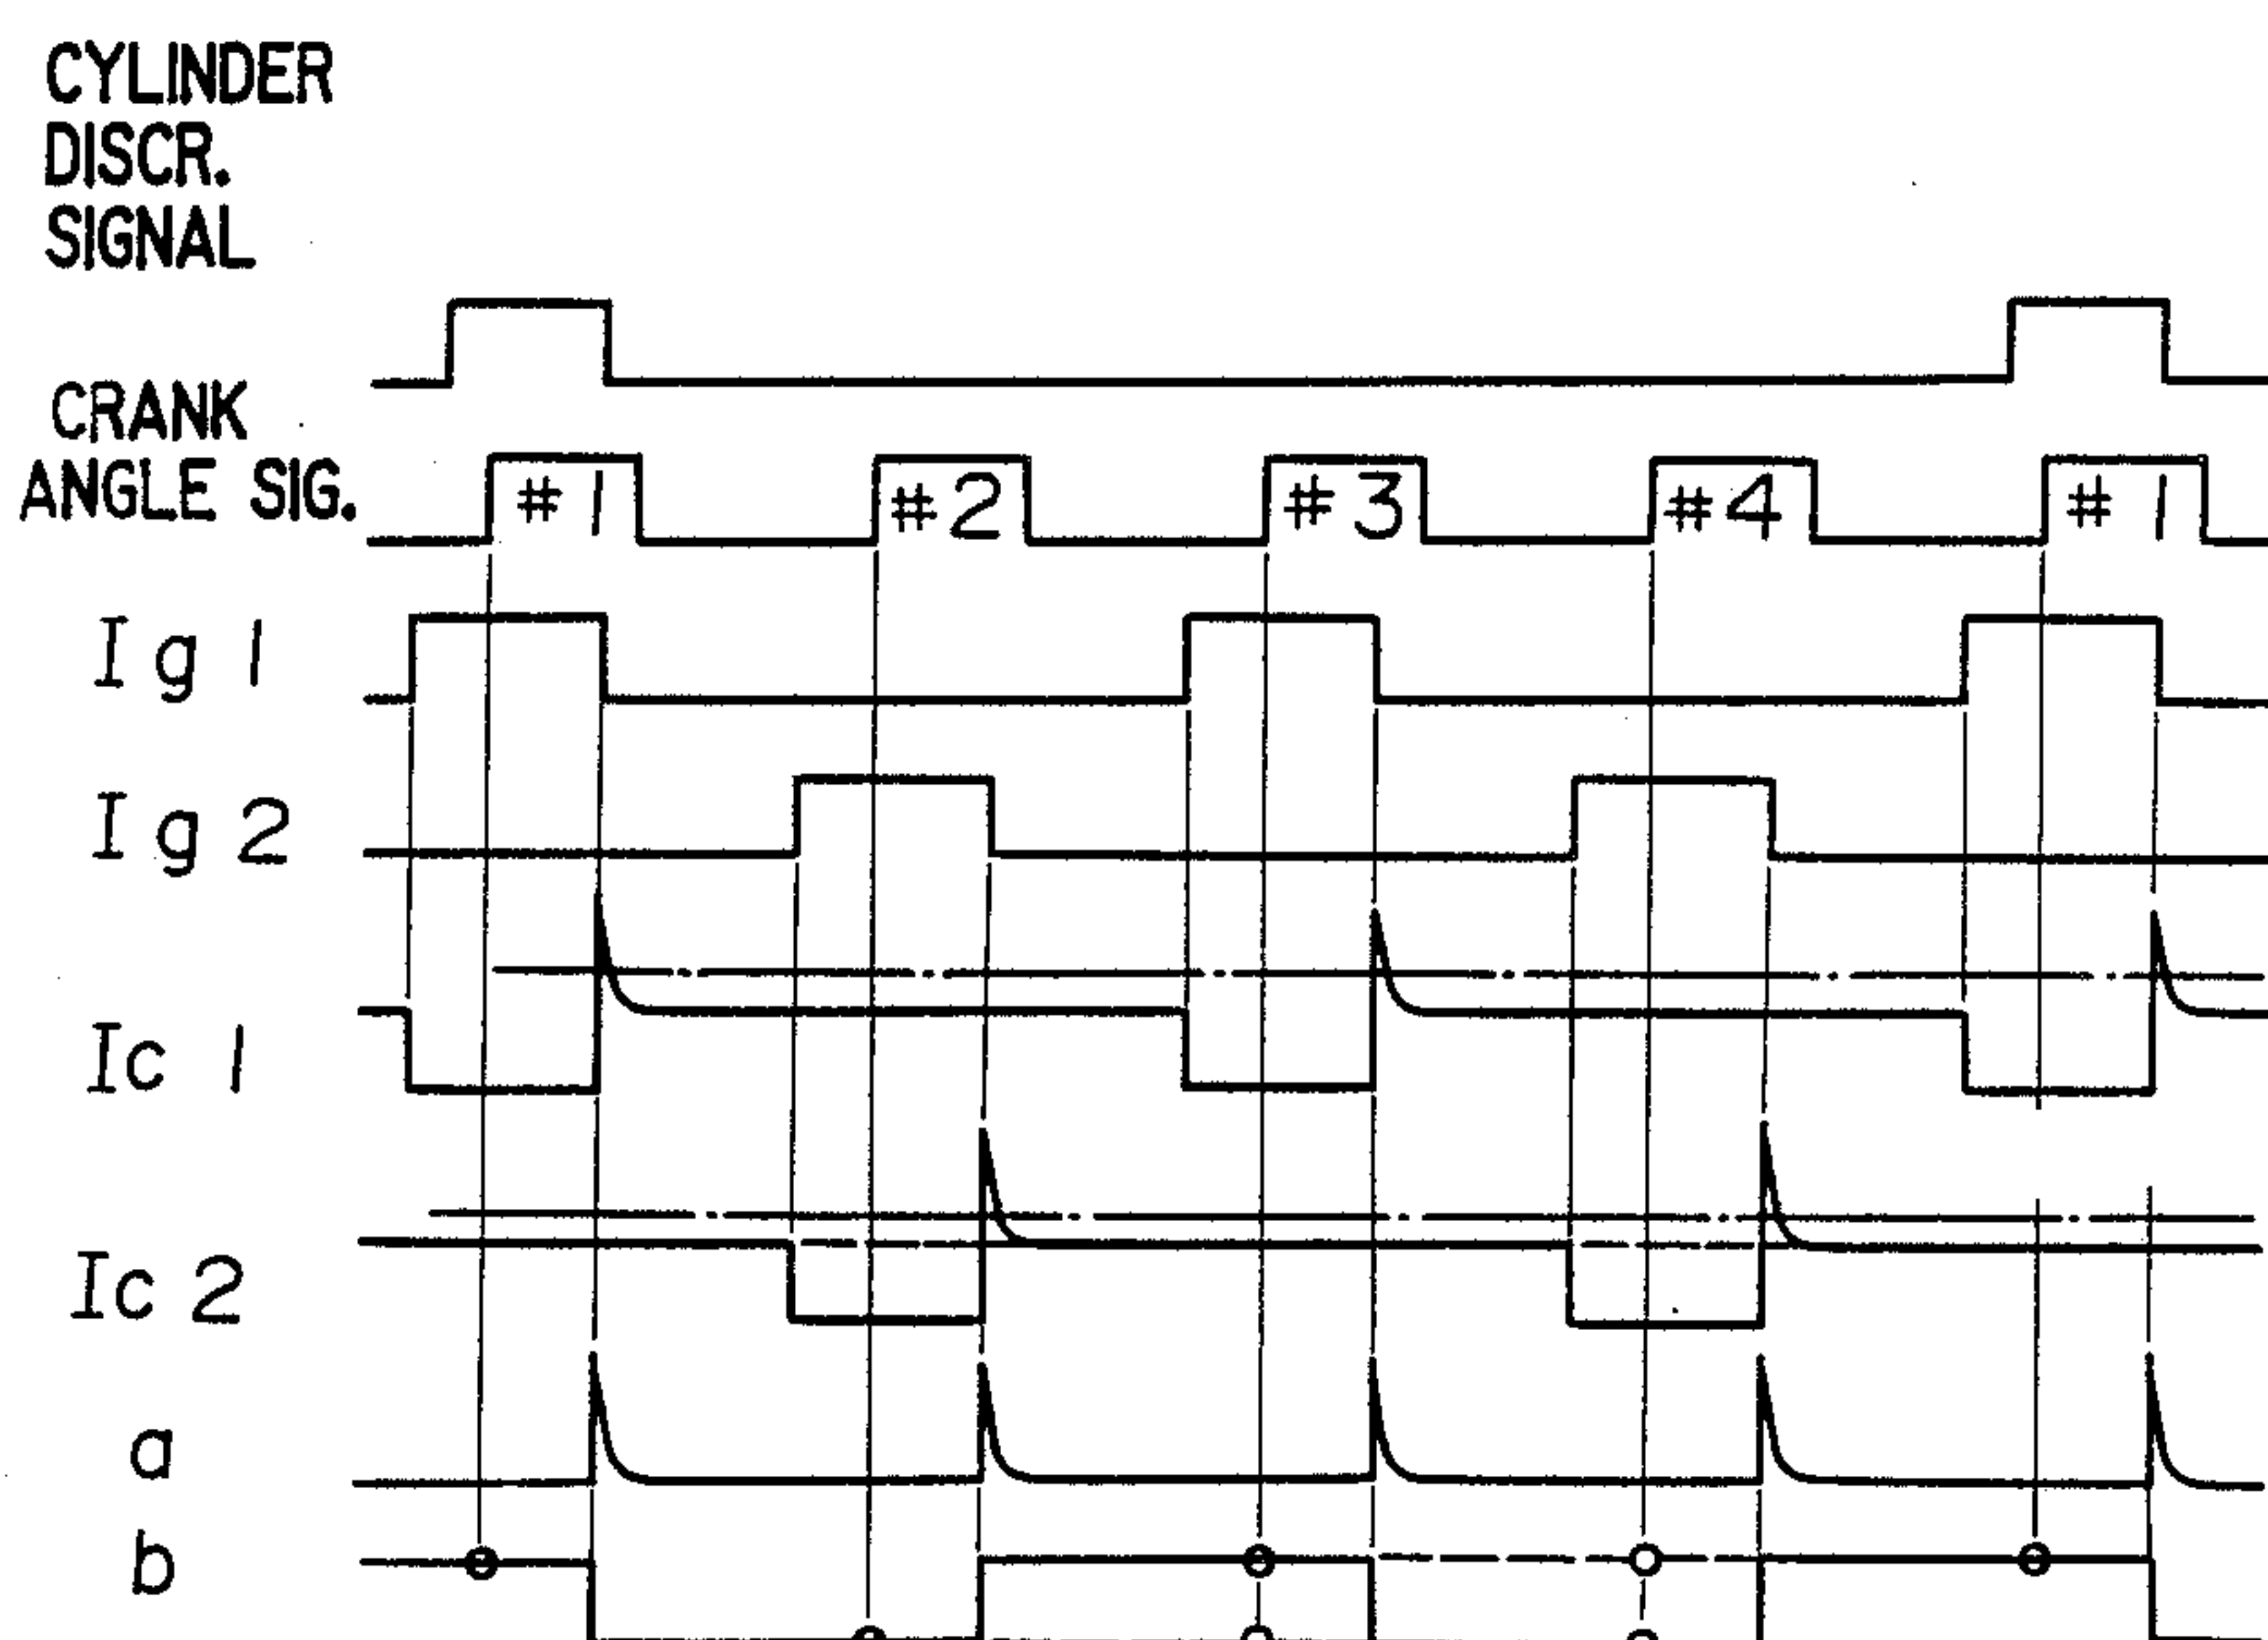 CYLINDER
DISCR.
SIGNAL
CRANK
ANGLE SIG.
#1 #2 #3 #4 #1
Ig 1
Ig 2
Ic 1
Ic 2
a
b